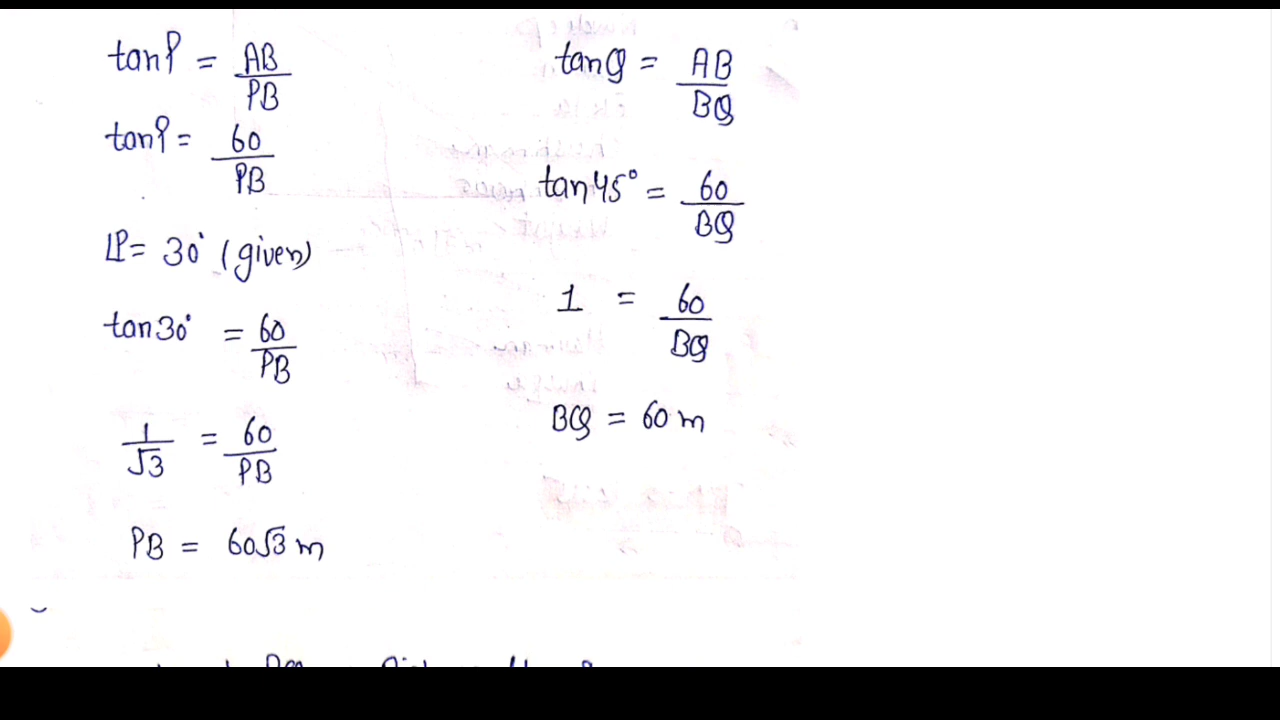 tanP = AB/PB
tanP = 60/PB
∠P = 30° (given)
tan30° = 60/PB
1/√3 = 60/PB
PB = 60√3 m
tanQ = AB/BQ
tan45° = 60/BQ
1 = 60/BQ
BQ = 60 m